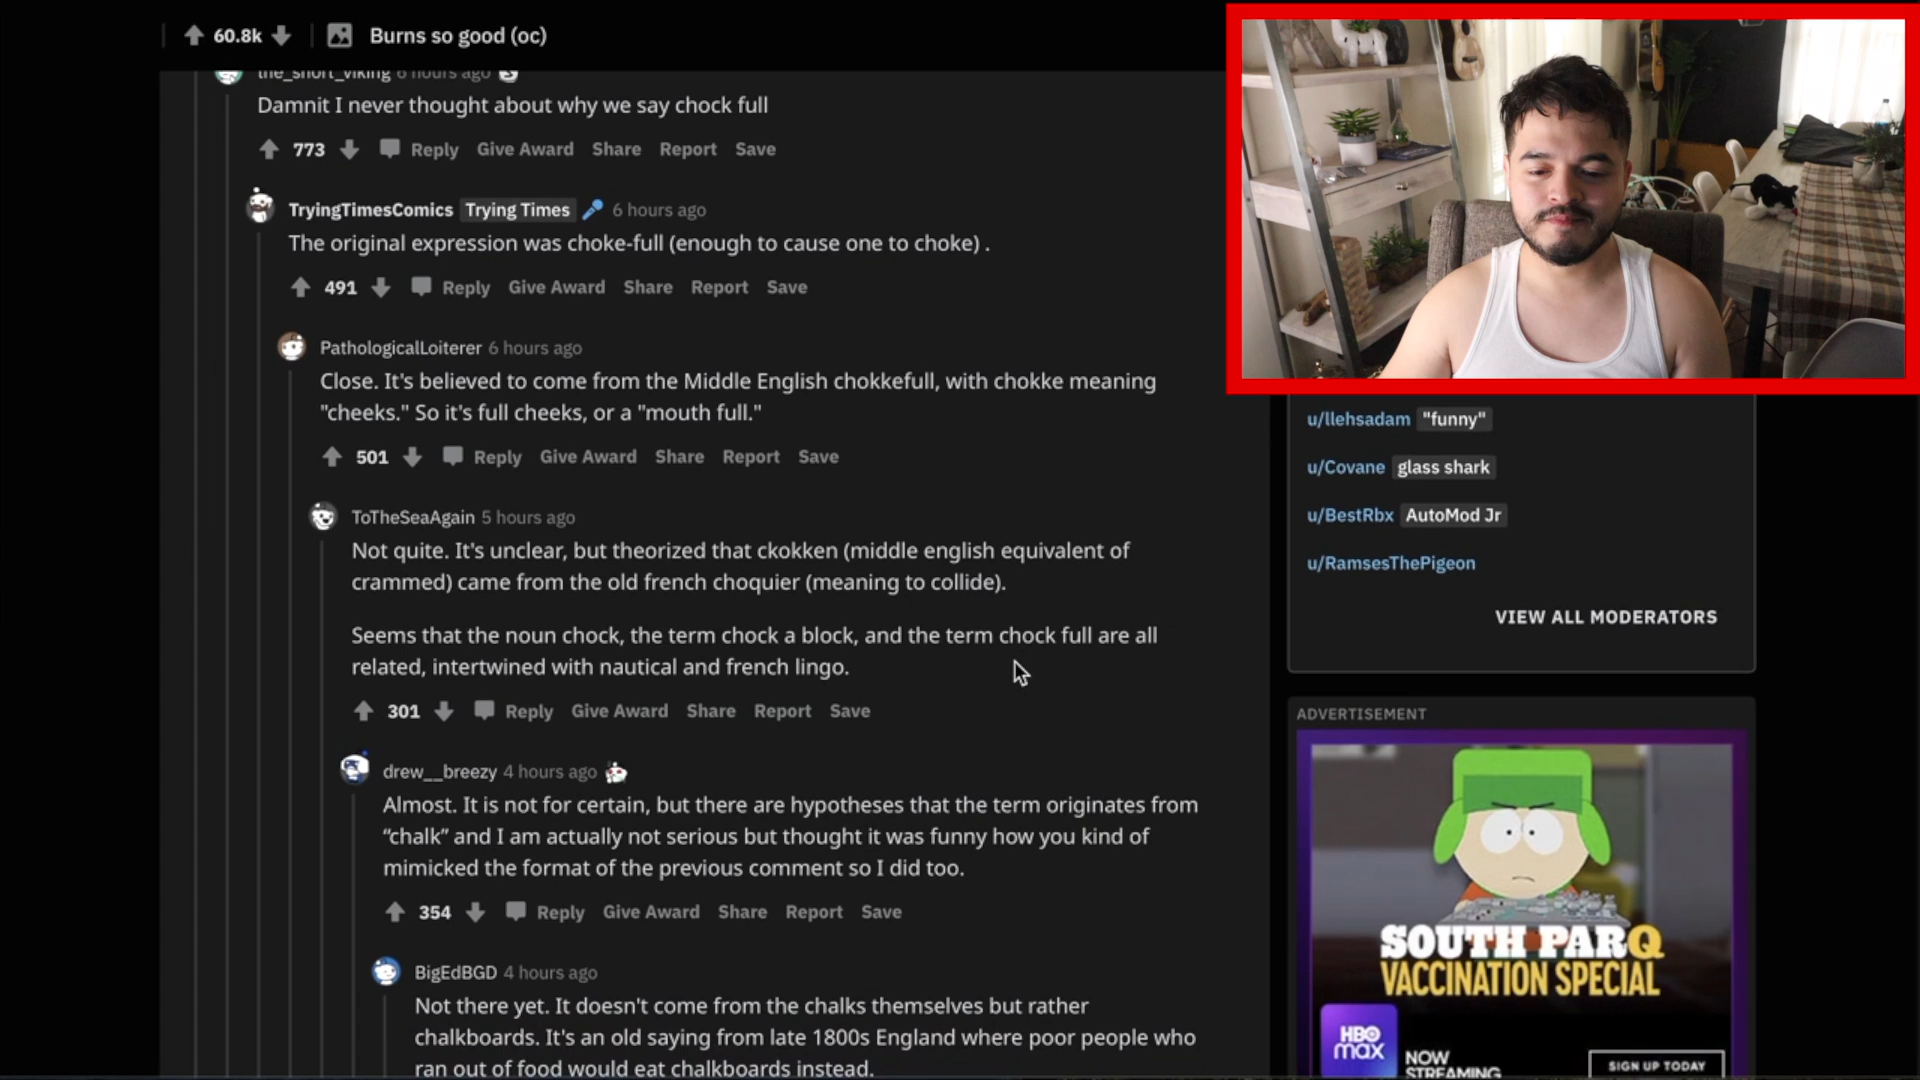 60.8k Burns so good (oc)
the_short_viking 6 hours ago
Damnit I never thought about why we say chock full
773 Reply Give Award Share Report Save
TryingTimesComics Trying Times 6 hours ago
The original expression was choke-full (enough to cause one to choke) .
491 Reply Give Award Share Report Save
PathologicalLoiterer 6 hours ago
Close. It's believed to come from the Middle English chokkefull, with chokke meaning
"cheeks." So it's full cheeks, or a "mouth full."
501 Reply Give Award Share Report Save
ToTheSeaAgain 5 hours ago
Not quite. It's unclear, but theorized that ckokken (middle english equivalent of
crammed) came from the old french choquier (meaning to collide).
Seems that the noun chock, the term chock a block, and the term chock full are all
related, intertwined with nautical and french lingo.
301 Reply Give Award Share Report Save
drew__breezy 4 hours ago
Almost. It is not for certain, but there are hypotheses that the term originates from
“chalk” and I am actually not serious but thought it was funny how you kind of
mimicked the format of the previous comment so I did too.
354 Reply Give Award Share Report Save
BigEdBGD 4 hours ago
Not there yet. It doesn't come from the chalks themselves but rather
chalkboards. It's an old saying from late 1800s England where poor people who
ran out of food would eat chalkboards instead.
u/llehsadam "funny"
u/Covane glass shark
u/BestRbx AutoMod Jr
u/RamsesThePigeon
VIEW ALL MODERATORS
ADVERTISEMENT
SOUTH PARQ
VACCINATION SPECIAL
HBO
max
NOW
STREAMING
SIGN UP TODAY